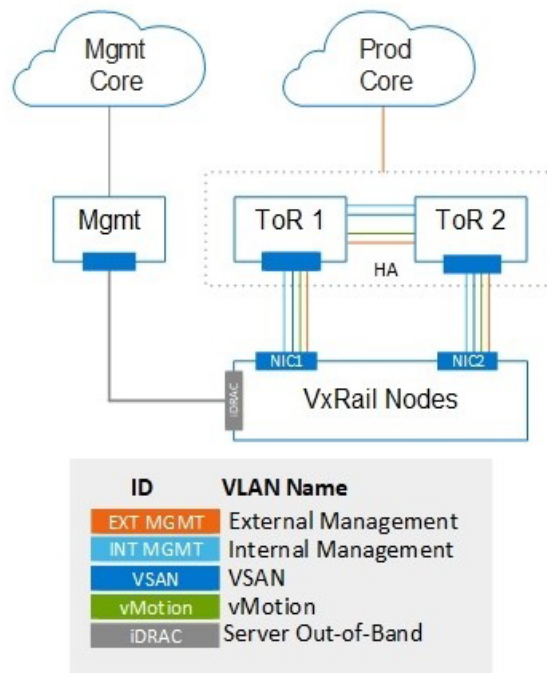 Mgmt
Core
Prod
Core
Mgmt
ToR 1
ToR 2
HA
NIC1
NIC2
iDRAC
VxRail Nodes
ID VLAN Name
EXT MGMT External Management
INT MGMT Internal Management
VSAN VSAN
vMotion vMotion
iDRAC Server Out-of-Band